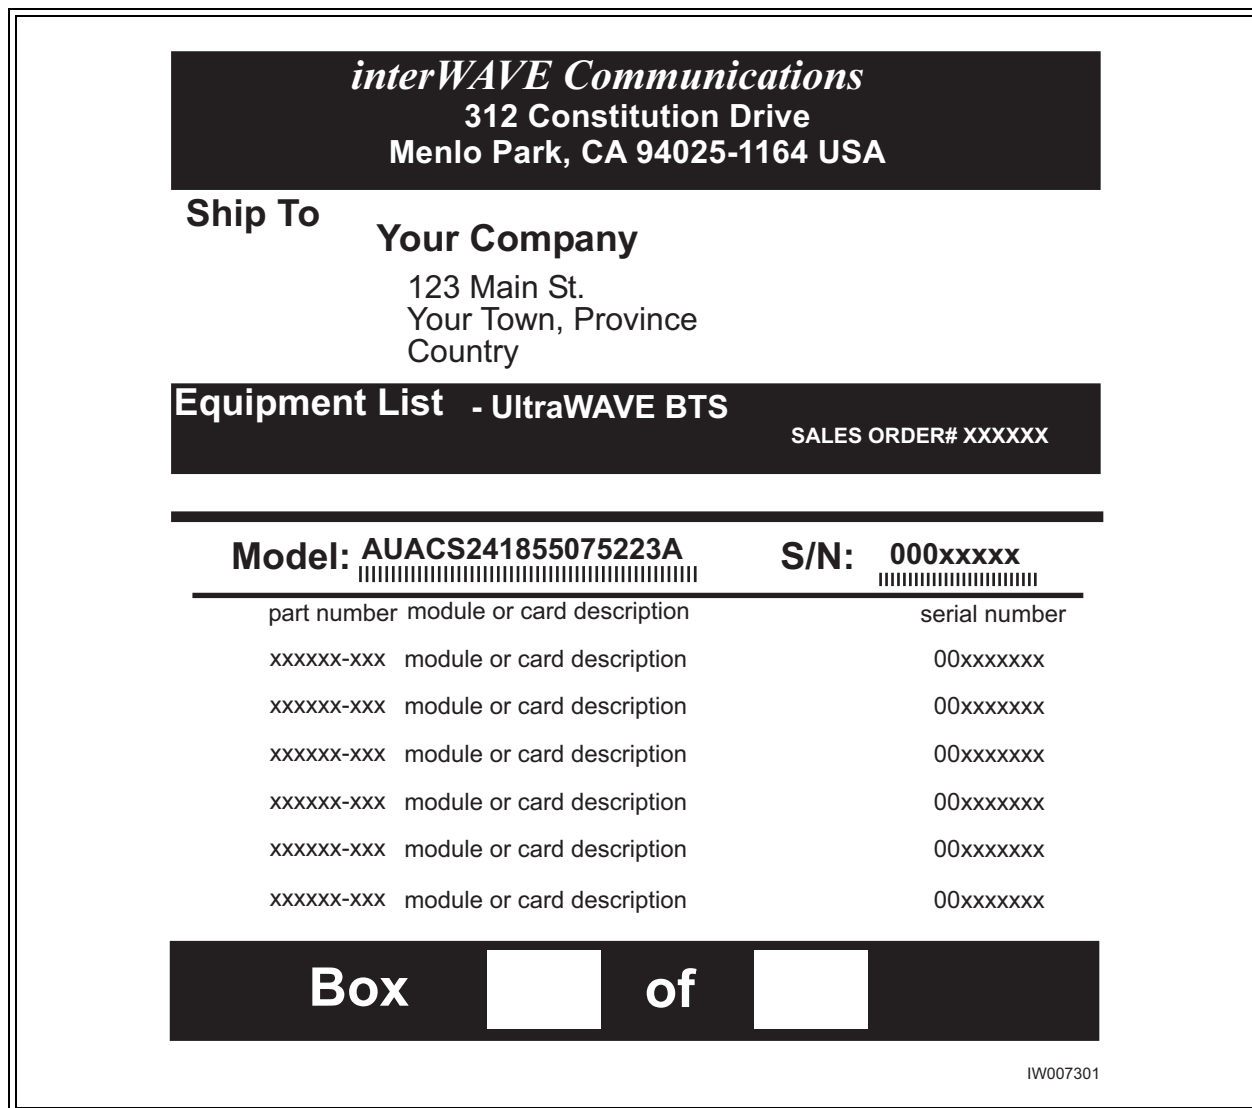 interWAVE Communications
312 Constitution Drive
Menlo Park, CA 94025-1164 USA
Ship To
Your Company
123 Main St.
Your Town, Province
Country
Equipment List - UltraWAVE BTS
SALES ORDER# XXXXXX
Model: AUACS241855075223A S/N: 000xxxxx
part number module or card description serial number
xxxxxx-xxx module or card description 00xxxxxxx
xxxxxx-xxx module or card description 00xxxxxxx
xxxxxx-xxx module or card description 00xxxxxxx
xxxxxx-xxx module or card description 00xxxxxxx
xxxxxx-xxx module or card description 00xxxxxxx
xxxxxx-xxx module or card description 00xxxxxxx
Box of
IW007301